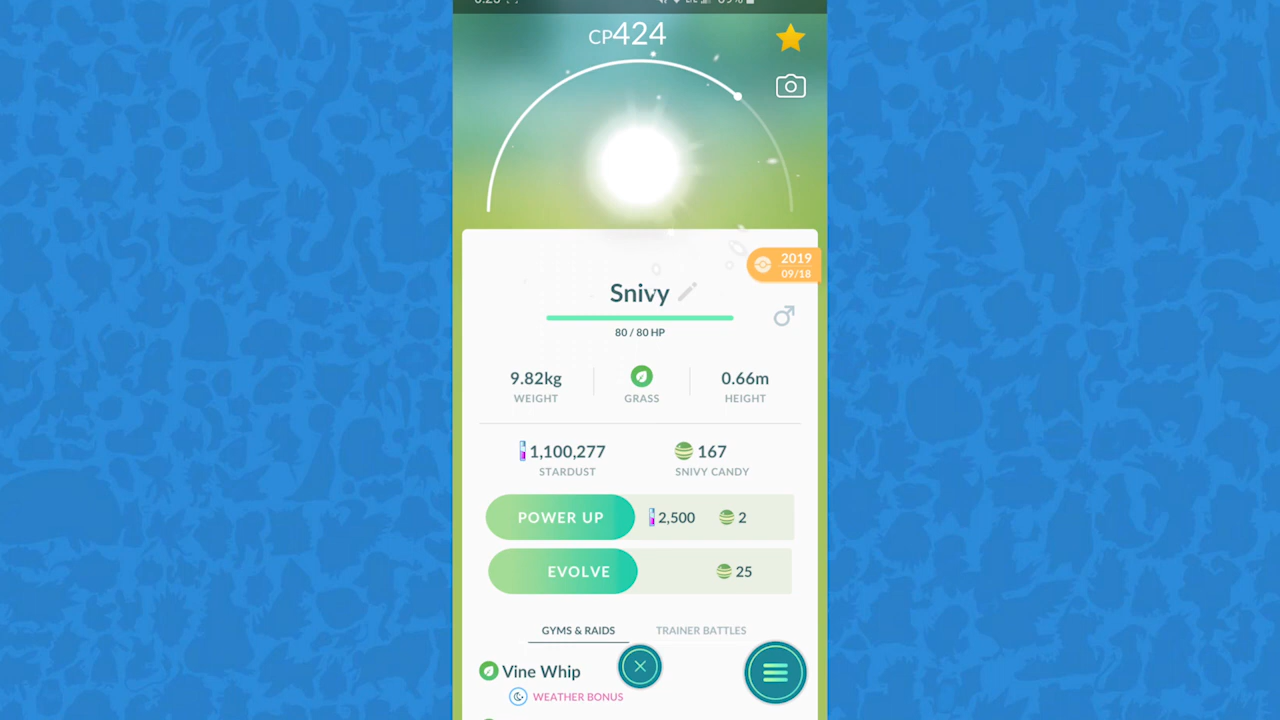 CP424
2019
09/18
Snivy
80 / 80 HP
9.82kg
WEIGHT
GRASS
0.66m
HEIGHT
1,100,277
STARDUST
167
SNIVY CANDY
POWER UP
2,500
2
EVOLVE
25
GYMS & RAIDS
TRAINER BATTLES
Vine Whip
WEATHER BONUS